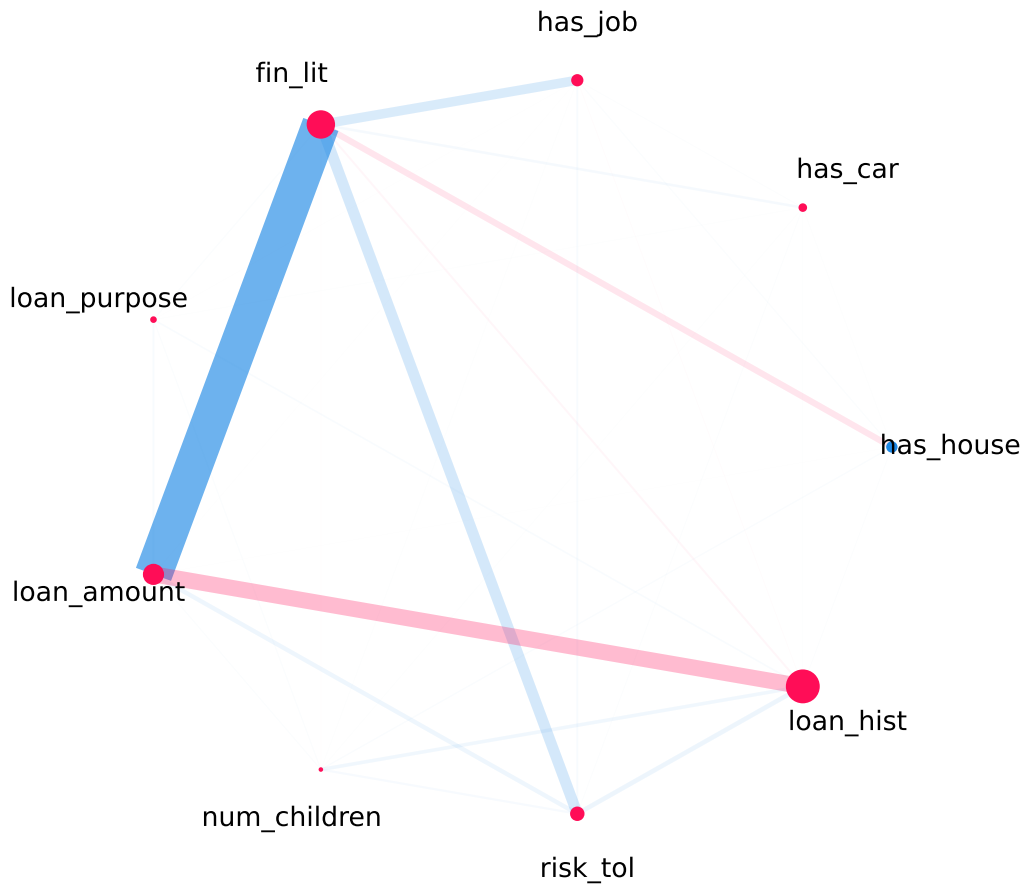 has_job
fin_lit
has_car
loan_purpose
has_house
loan_amount
loan_hist
num_children
risk_tol